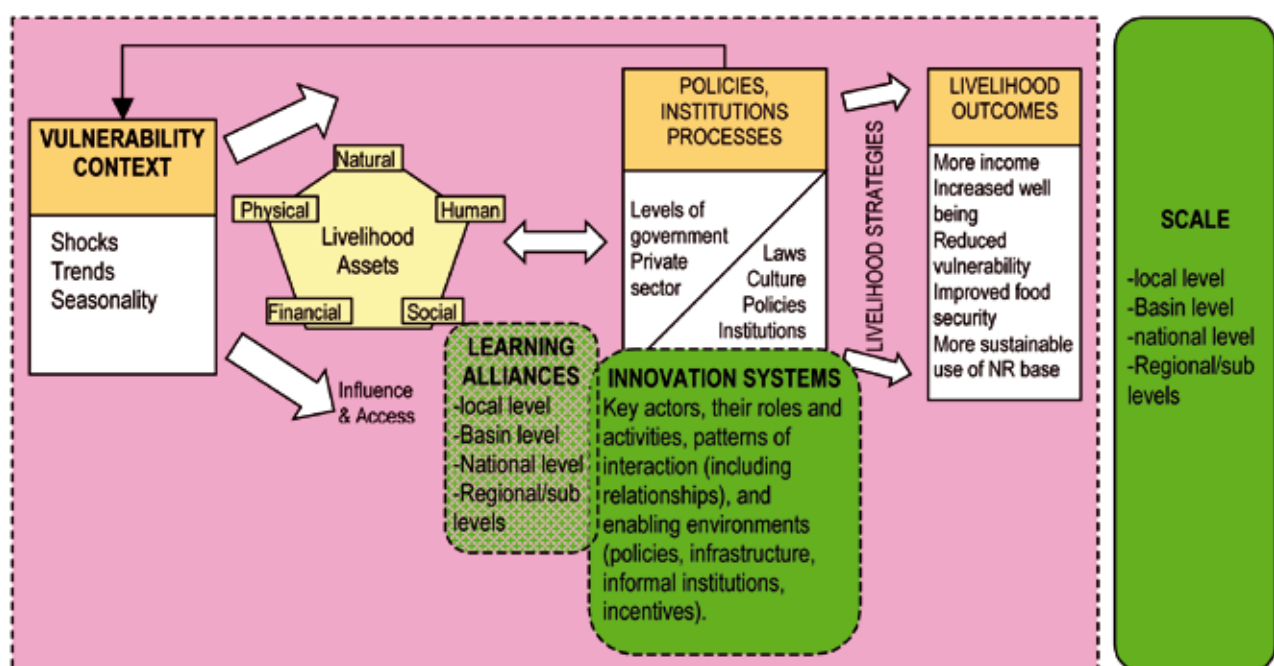 VULNERABILITY
CONTEXT
Shocks
Trends
Seasonality
Natural
Physical
Human
Livelihood
Assets
Financial
Social
Influence
& Access
POLICIES,
INSTITUTIONS
PROCESSES
Levels of
government
Private
sector
Laws
Culture
Policies
Institutions
LIVELIHOOD STRATEGIES
LIVELIHOOD
OUTCOMES
More income
Increased well
being
Reduced
vulnerability
Improved food
security
More sustainable
use of NR base
LEARNING
ALLIANCES
-local level
-Basin level
-National level
-Regional/sub
levels
INNOVATION SYSTEMS
Key actors, their roles and
activities, patterns of
interaction (including
relationships), and
enabling environments
(policies, infrastructure,
informal institutions,
incentives).
SCALE
-local level
-Basin level
-national level
-Regional/sub
levels